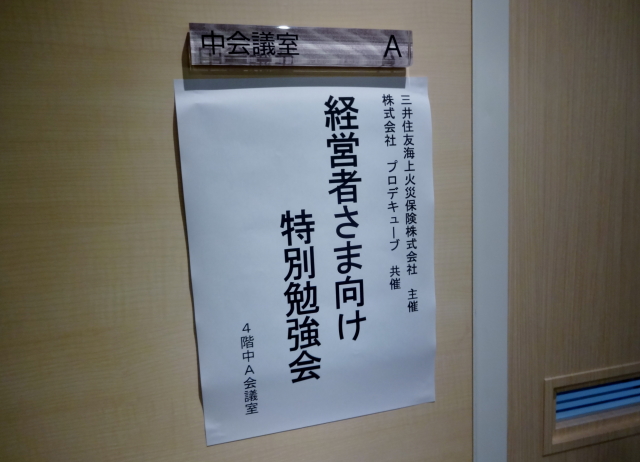 中会議室 A
三井住友海上火災保険株式会社 主催
株式会社 プロデキューブ 共催
経営者さま向け
特別勉強会
4階中A会議室